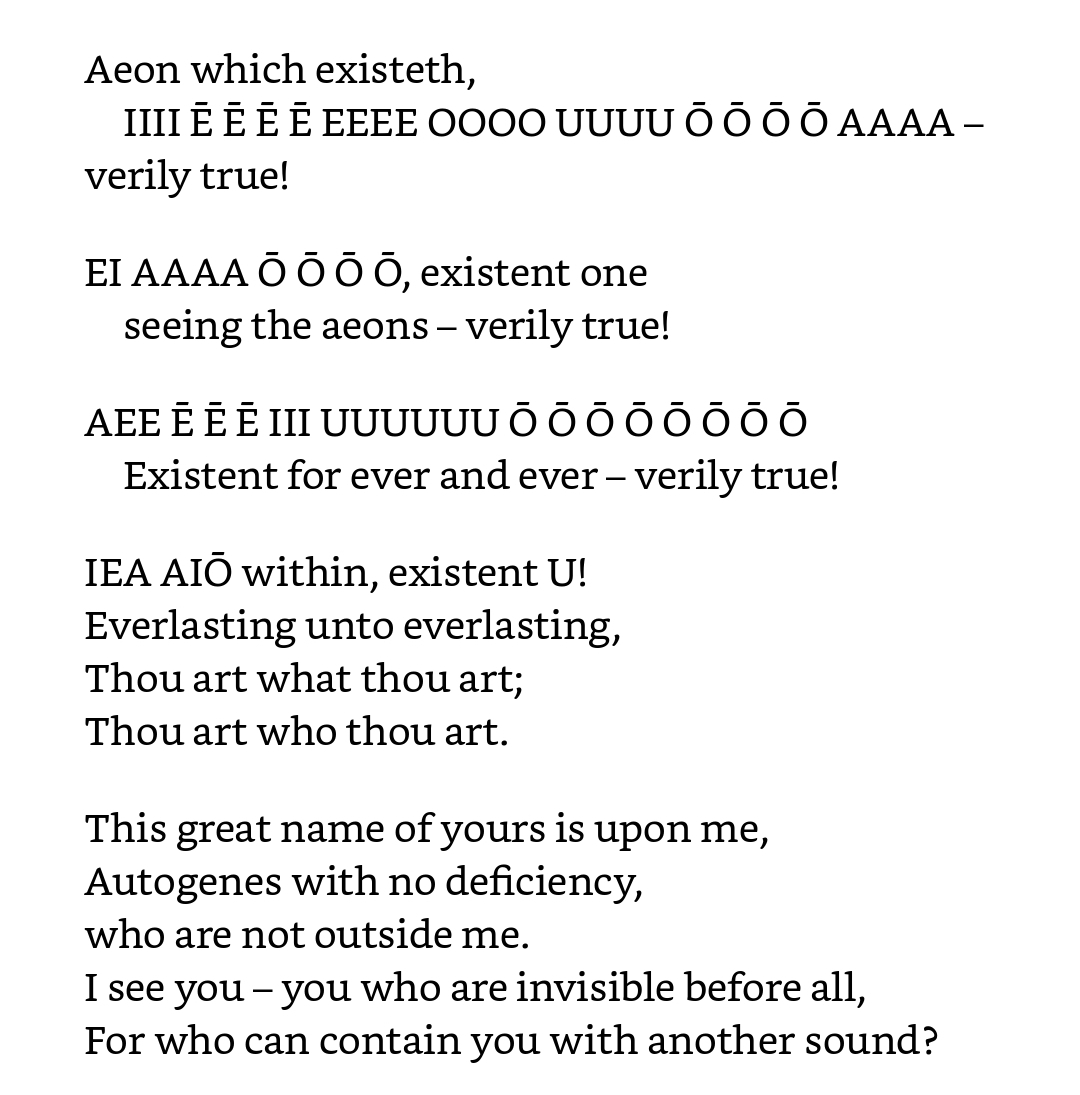 Aeon which existeth,
IIII Ē Ē Ē Ē EEEE OOOO UUUU Ō Ō Ō Ō AAAA –
verily true!
EI AAAA Ō Ō Ō Ō, existent one
seeing the aeons – verily true!
AEE Ē Ē Ē III UUUUUU Ō Ō Ō Ō Ō Ō Ō Ō
Existent for ever and ever – verily true!
IEA AIŌ within, existent U!
Everlasting unto everlasting,
Thou art what thou art;
Thou art who thou art.
This great name of yours is upon me,
Autogenes with no deficiency,
who are not outside me.
I see you – you who are invisible before all,
For who can contain you with another sound?